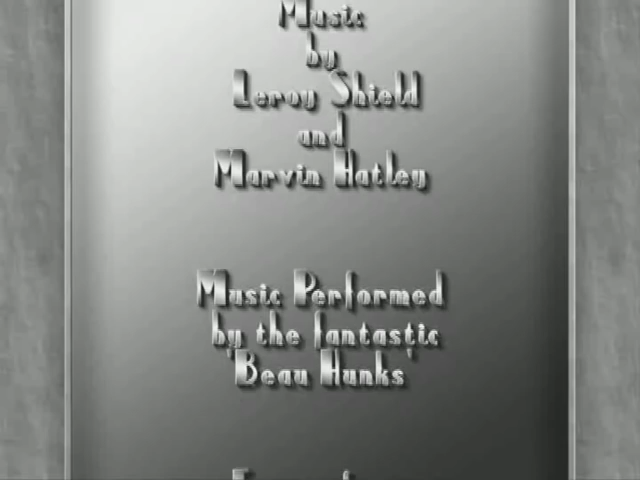 Music
by
Leroy Shield
and
Marvin Hatley
Music Performed
by the fantastic
'Beau Hunks'